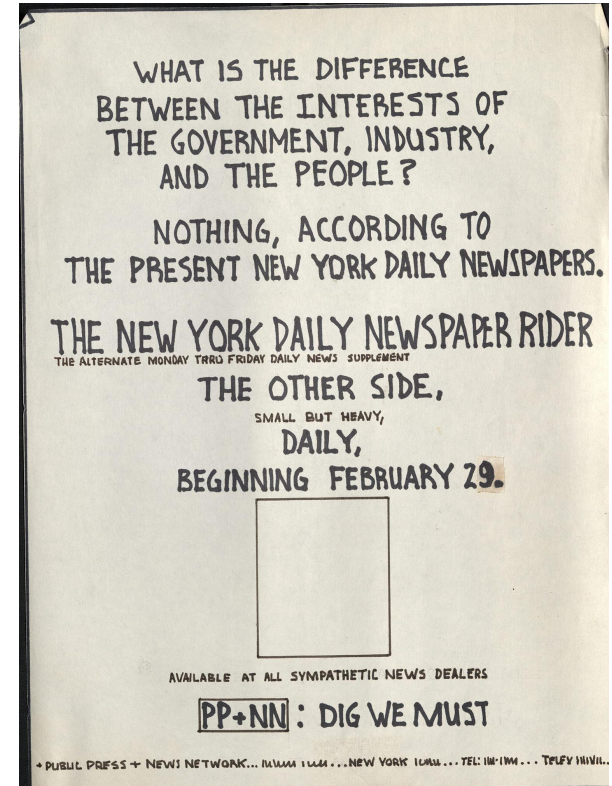 WHAT IS THE DIFFERENCE
BETWEEN THE INTERESTS OF
THE GOVERNMENT, INDUSTRY,
AND THE PEOPLE?
NOTHING, ACCORDING TO
THE PRESENT NEW YORK DAILY NEWSPAPERS.
THE NEW YORK DAILY NEWSPAPER RIDER
THE ALTERNATE MONDAY THRU FRIDAY DAILY NEWS SUPPLEMENT
THE OTHER SIDE,
SMALL BUT HEAVY,
DAILY,
BEGINNING FEBRUARY 29.
AVAILABLE AT ALL SYMPATHETIC NEWS DEALERS
PP+NN : DIG WE MUST
+ PUBLIC PRESS + NEWS NETWORK... ...NEW YORK ... TEL: ...